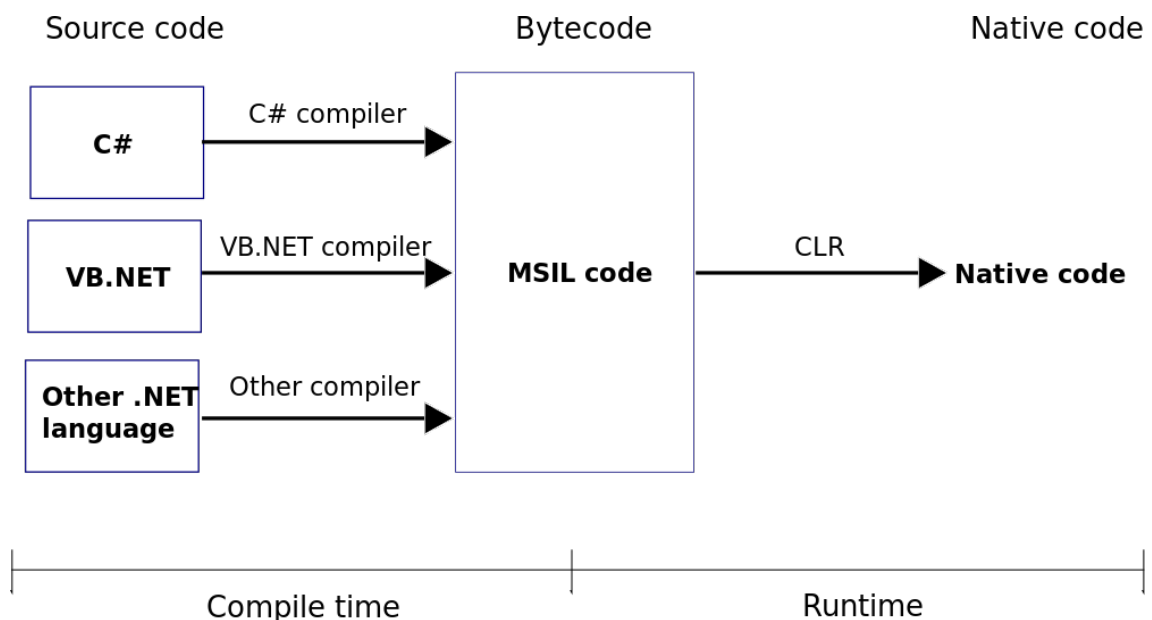 Source code
Bytecode
Native code
C#
C# compiler
VB.NET
VB.NET compiler
MSIL code
CLR
Native code
Other .NET
language
Other compiler
Compile time
Runtime